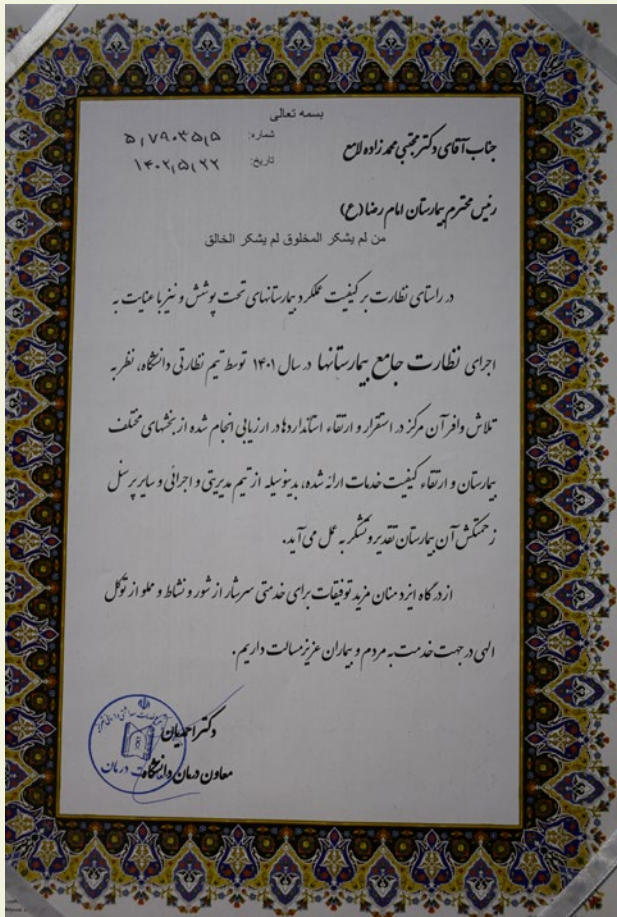 بسمه تعالی
شماره: ۵/۷۹۰۳۵/۵
تاریخ: ۱۴۰۲/۵/۲۲
جناب آقای دکتر مجتبی محمدزاده لامع
رئیس محترم بیمارستان امام رضا (ع)
من لم یشکر المخلوق لم یشکر الخالق
در راستای نظارت بر کیفیت عملکرد بیمارستانهای تحت پوشش و نیز با عنایت به
اجرای نظارت جامع بیمارستانها در سال ۱۴۰۱ توسط تیم نظارتی دانشگاه، نظر به
تلاش وافر آن مرکز در استقرار و ارتقاء استانداردها در ارزیابی انجام شده از بخشهای مختلف
بیمارستان و ارتقاء کیفیت خدمات ارائه شده، بدینوسیله از تیم مدیریتی و اجرائی و سایر پرسنل
زحمتکش آن بیمارستان تقدیر و تشکر به عمل می آید.
از درگاه ایزد منان مزید توفیقات برای خدمتی سرشار از شور و نشاط و مملو از توکل
الهی در جهت خدمت به مردم و بیماران عزیز مسالت داریم.
دکتر احمدیان
معاون درمان دانشگاه